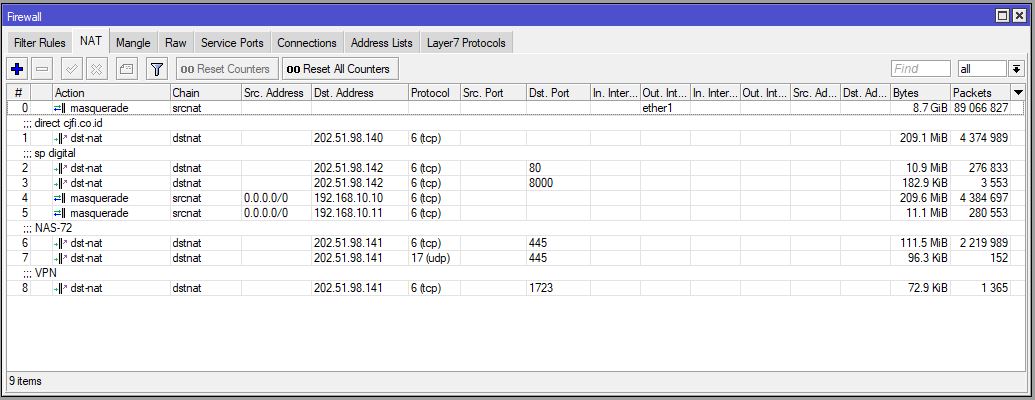 Firewall
Filter Rules NAT Mangle Raw Service Ports Connections Address Lists Layer7 Protocols
00 Reset Counters 00 Reset All Counters Find all
# Action Chain Src. Address Dst. Address Protocol Src. Port Dst. Port In. Inter... Out. Int... In. Inter... Out. Int... Src. Ad... Dst. Ad... Bytes Packets
0 masquerade srcnat ether1 8.7 GiB 89 066 827
;;; direct cjfi.co.id
1 dst-nat dstnat 202.51.98.140 6 (tcp) 209.1 MiB 4 374 989
;;; sp digital
2 dst-nat dstnat 202.51.98.142 6 (tcp) 80 10.9 MiB 276 833
3 dst-nat dstnat 202.51.98.142 6 (tcp) 8000 182.9 KiB 3 553
4 masquerade srcnat 0.0.0.0/0 192.168.10.10 6 (tcp) 209.6 MiB 4 384 697
5 masquerade srcnat 0.0.0.0/0 192.168.10.11 6 (tcp) 11.1 MiB 280 553
;;; NAS-72
6 dst-nat dstnat 202.51.98.141 6 (tcp) 445 111.5 MiB 2 219 989
7 dst-nat dstnat 202.51.98.141 17 (udp) 445 96.3 KiB 152
;;; VPN
8 dst-nat dstnat 202.51.98.141 6 (tcp) 1723 72.9 KiB 1 365
9 items